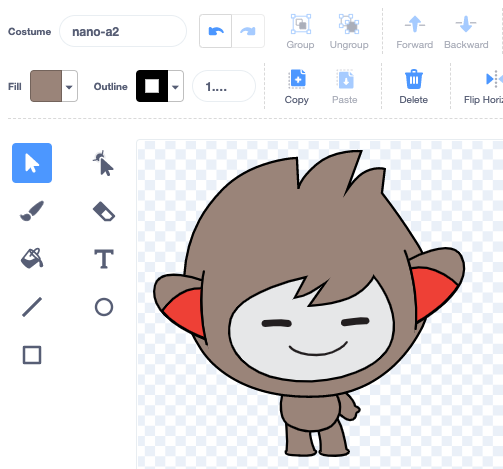 Costume
nano-a2
Group
Ungroup
Forward
Backward
Fill
Outline
1....
Copy
Paste
Delete
Flip Horiz
T